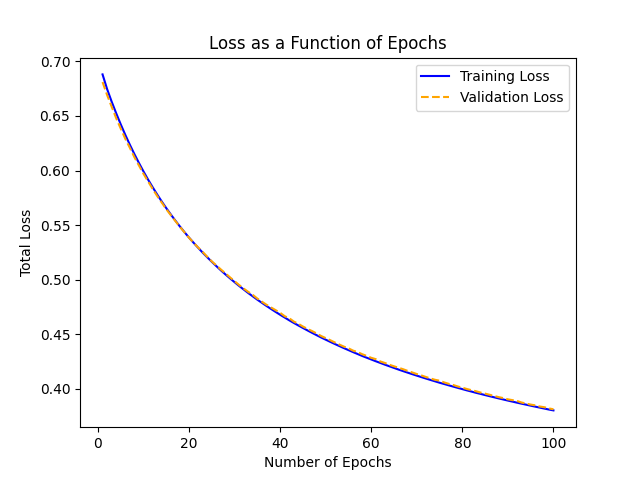 Loss as a Function of Epochs
Training Loss
Validation Loss
Total Loss
0.70
0.65
0.60
0.55
0.50
0.45
0.40
0 20 40 60 80 100
Number of Epochs